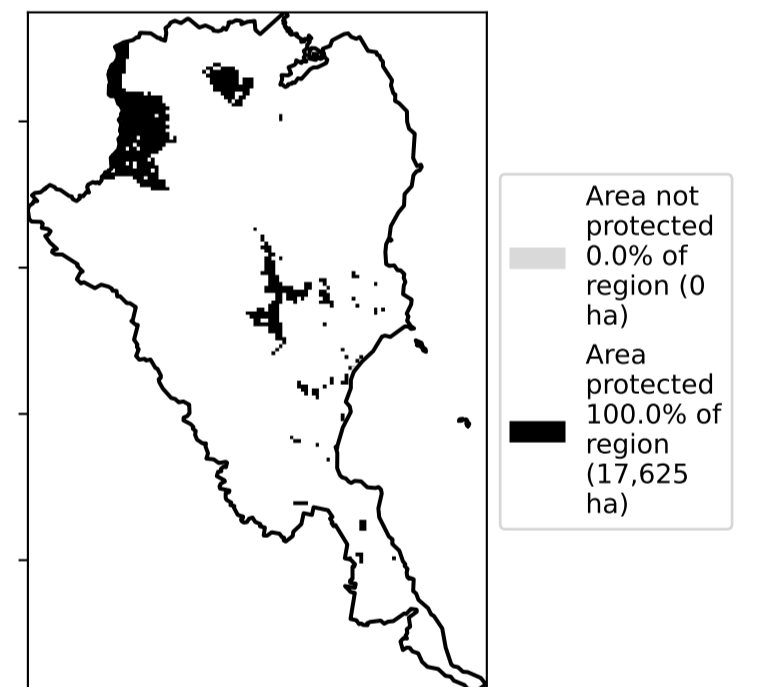 Area not
protected
0.0% of
region (0
ha)
Area
protected
100.0% of
region
(17,625
ha)